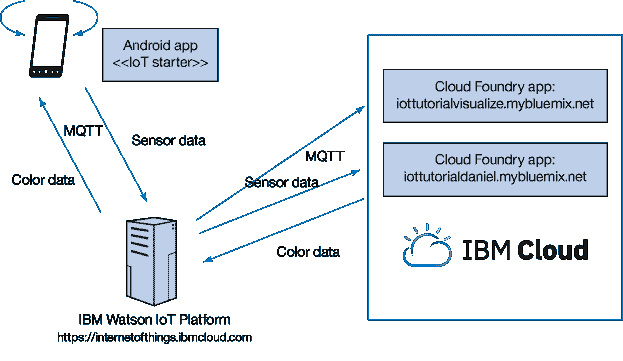 Android app
<<IoT starter>>
MQTT
Sensor data
Color data
IBM Watson IoT Platform
https://internetofthings.ibmcloud.com
MQTT
Sensor data
Color data
Cloud Foundry app:
iottutorialvisualize.mybluemix.net
Cloud Foundry app:
iottutorialdaniel.mybluemix.net
IBM Cloud